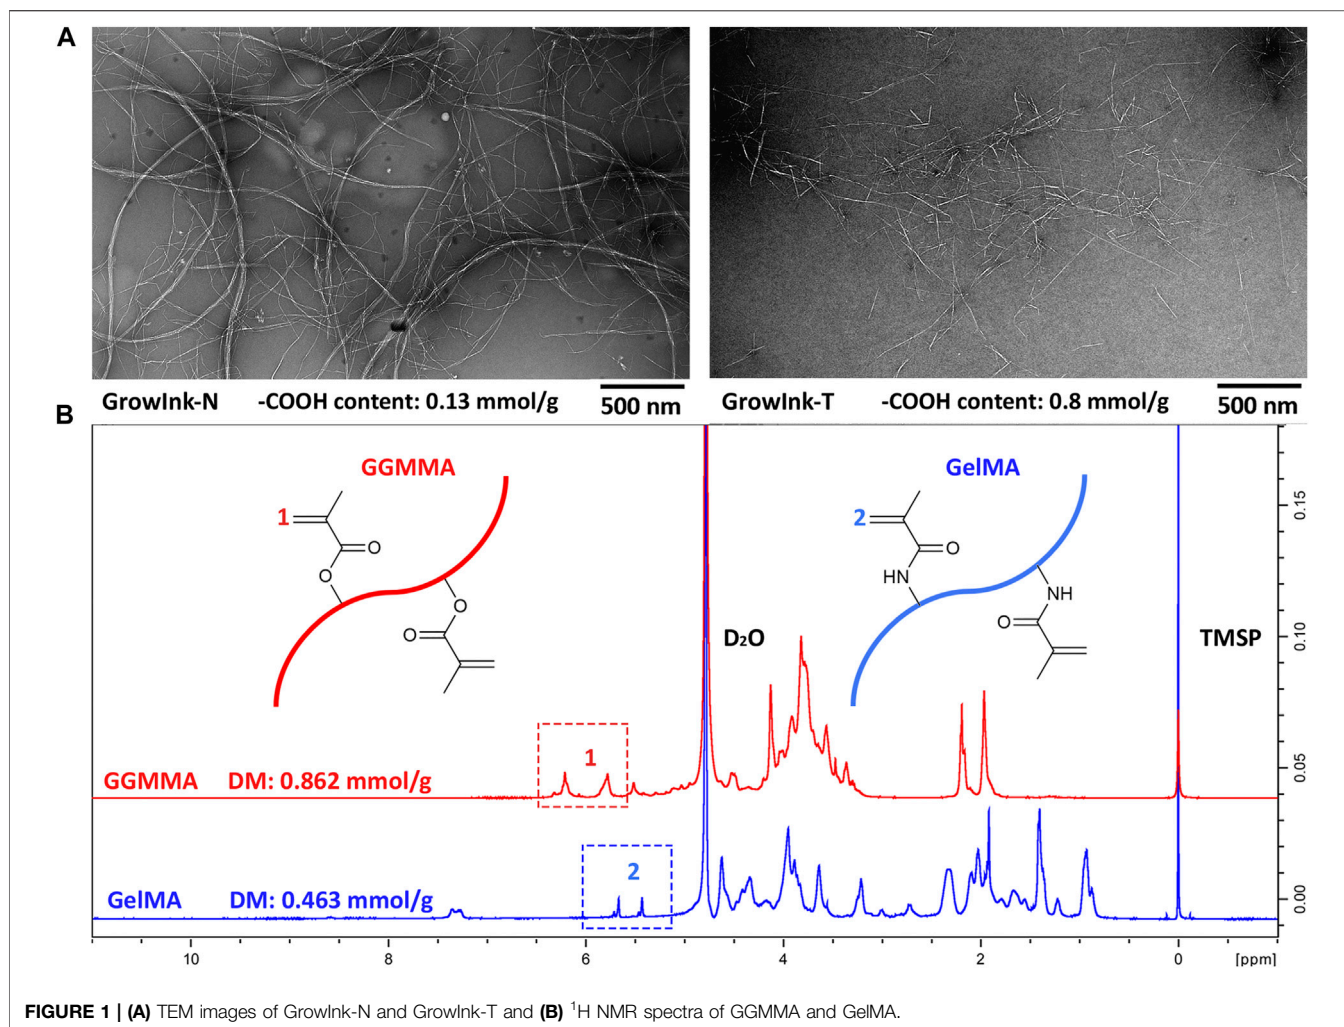 A
GrowInk-N -COOH content: 0.13 mmol/g 500 nm
GrowInk-T -COOH content: 0.8 mmol/g 500 nm
B
GGMMA
1
O
O
O
O
GelMA
2
O
HN
NH
O
D₂O
TMSP
0.15
0.10
0.05
0.00
1
GGMMA DM: 0.862 mmol/g
2
GelMA DM: 0.463 mmol/g
10 8 6 4 2 0 [ppm]
FIGURE 1 | (A) TEM images of GrowInk-N and GrowInk-T and (B) ¹H NMR spectra of GGMMA and GelMA.